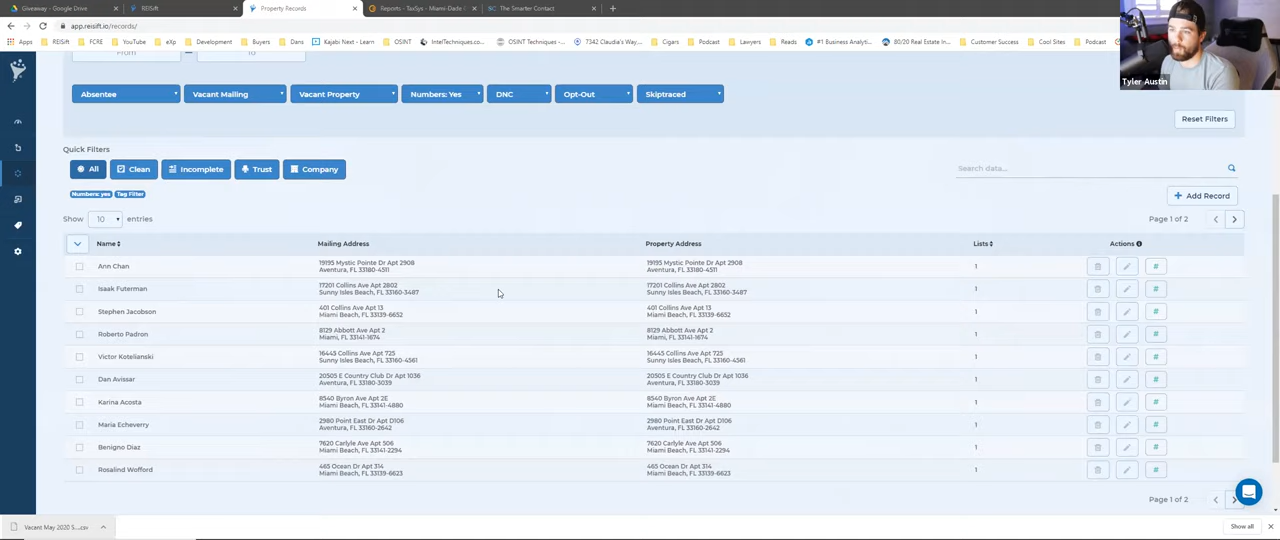 Giveaway - Google Drive
REISift
Property Records
Reports - TaxSys - Miami-Dade
The Smarter Contact
app.reisift.io/records/
Apps REISift FCRE YouTube eXp Development Buyers Dans Kajabi Next - Learn OSINT IntelTechniques.co... OSINT Techniques -... 7342 Claudia's Way... Cigars Podcast Lawyers Reads #1 Business Analyti... 80/20 Real Estate In... Customer Success Cool Sites Podcast
Tyler Austin
From — To
Absentee Vacant Mailing Vacant Property Numbers: Yes DNC Opt-Out Skiptraced
Reset Filters
Quick Filters
All Clean Incomplete Trust Company
Search data...
Numbers: yes Tag Filter
+ Add Record
Show 10 entries
Page 1 of 2
Name Mailing Address Property Address Lists Actions
Ann Chan 19195 Mystic Pointe Dr Apt 2908 19195 Mystic Pointe Dr Apt 2908 1 #
Aventura, FL 33180-4511 Aventura, FL 33180-4511
Isaak Futerman 17201 Collins Ave Apt 2802 17201 Collins Ave Apt 2802 1 #
Sunny Isles Beach, FL 33160-3487 Sunny Isles Beach, FL 33160-3487
Stephen Jacobson 401 Collins Ave Apt 13 401 Collins Ave Apt 13 1 #
Miami Beach, FL 33139-6652 Miami Beach, FL 33139-6652
Roberto Padron 8129 Abbott Ave Apt 2 8129 Abbott Ave Apt 2 1 #
Miami, FL 33141-1674 Miami, FL 33141-1674
Victor Kotelianski 16445 Collins Ave Apt 725 16445 Collins Ave Apt 725 1 #
Sunny Isles Beach, FL 33160-4561 Sunny Isles Beach, FL 33160-4561
Dan Avissar 20505 E Country Club Dr Apt 1036 20505 E Country Club Dr Apt 1036 1 #
Aventura, FL 33180-3039 Aventura, FL 33180-3039
Karina Acosta 8540 Byron Ave Apt 2E 8540 Byron Ave Apt 2E 1 #
Miami Beach, FL 33141-4880 Miami Beach, FL 33141-4880
Maria Echeverry 2980 Point East Dr Apt D106 2980 Point East Dr Apt D106 1 #
Aventura, FL 33160-2642 Aventura, FL 33160-2642
Benigno Diaz 7620 Carlyle Ave Apt 506 7620 Carlyle Ave Apt 506 1 #
Miami Beach, FL 33141-2294 Miami Beach, FL 33141-2294
Rosalind Wofford 465 Ocean Dr Apt 314 465 Ocean Dr Apt 314 1 #
Miami Beach, FL 33139-6623 Miami Beach, FL 33139-6623
Page 1 of 2
Vacant May 2020 S....csv
Show all